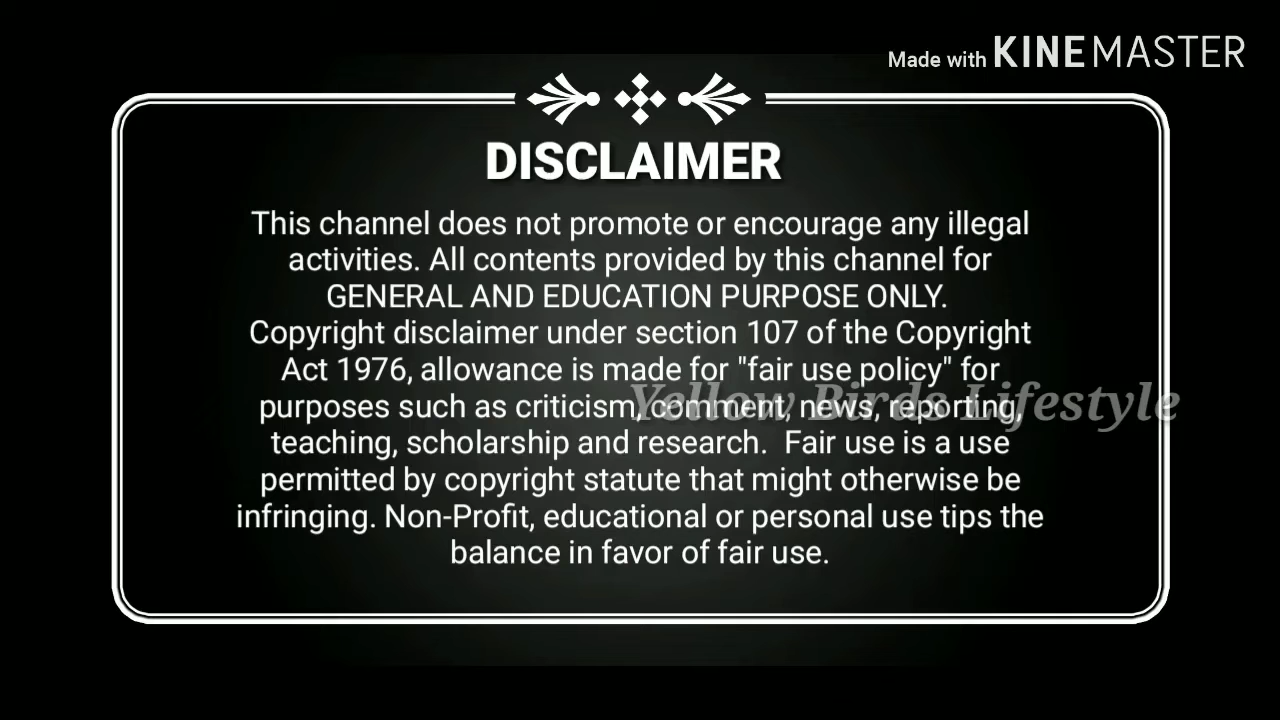 Made with KINEMASTER
DISCLAIMER
This channel does not promote or encourage any illegal
activities. All contents provided by this channel for
GENERAL AND EDUCATION PURPOSE ONLY.
Copyright disclaimer under section 107 of the Copyright
Act 1976, allowance is made for "fair use policy" for
purposes such as criticism, comment, news, reporting,
Yellow Birds Lifestyle
teaching, scholarship and research.  Fair use is a use
permitted by copyright statute that might otherwise be
infringing. Non-Profit, educational or personal use tips the
balance in favor of fair use.